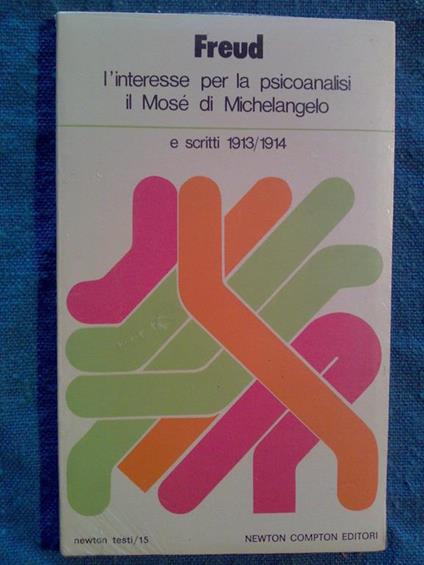 Freud
l'interesse per la psicoanalisi
il Mosé di Michelangelo
e scritti 1913/1914
newton testi/15
NEWTON COMPTON EDITORI